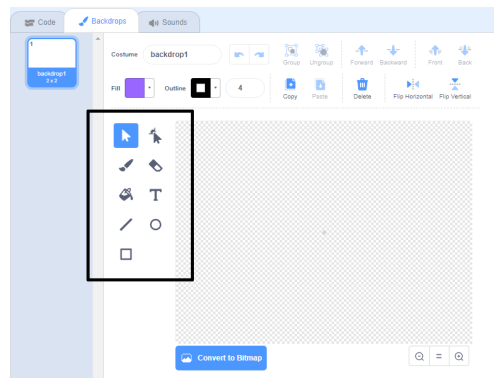 Code Backdrops Sounds
1
backdrop1
2 x 2
Costume backdrop1 Group Ungroup Forward Backward Front Back
Fill Outline 4 Copy Paste Delete Flip Horizontal Flip Vertical
T
Convert to Bitmap
=